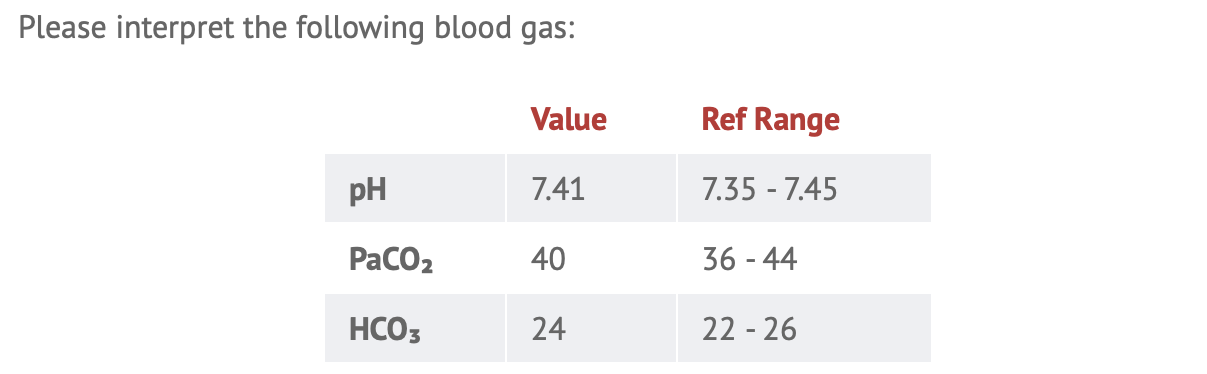 Please interpret the following blood gas:
Value Ref Range
pH 7.41 7.35 - 7.45
PaCO₂ 40 36 - 44
HCO₃ 24 22 - 26